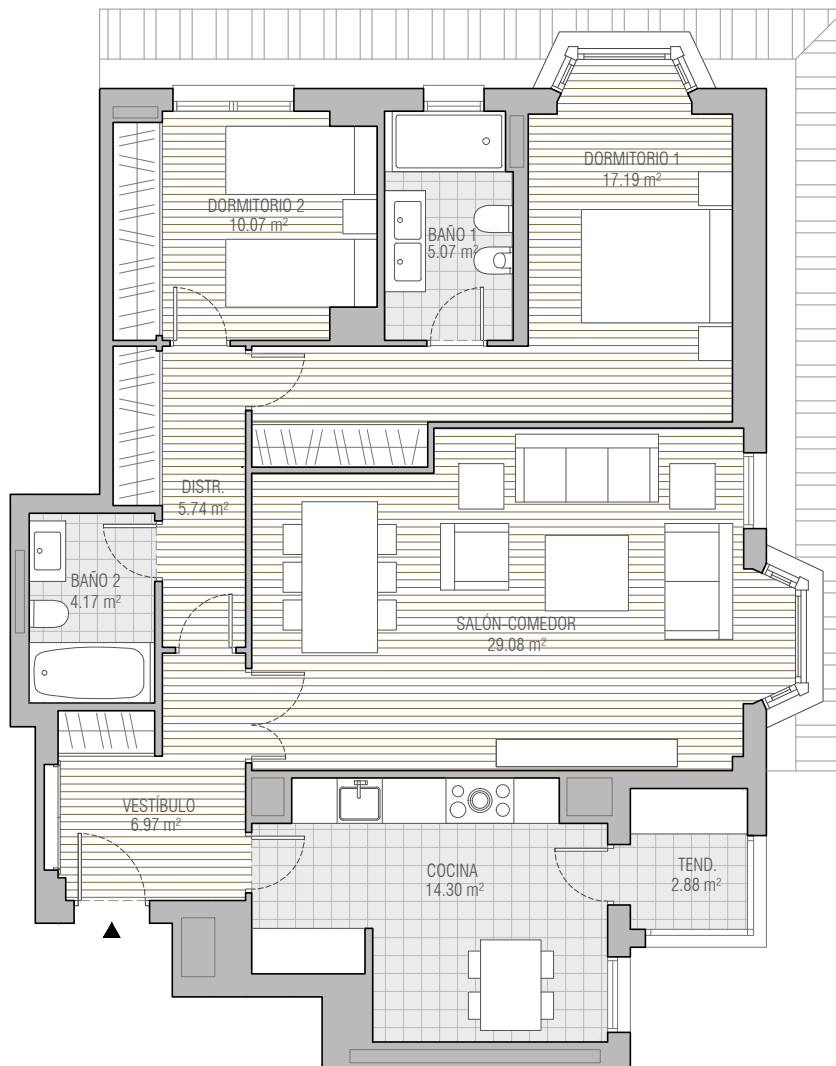 DORMITORIO 1
17.19 m²
DORMITORIO 2
10.07 m²
BAÑO 1
5.07 m²
DISTR.
5.74 m²
BAÑO 2
4.17 m²
SALÓN-COMEDOR
29.08 m²
VESTÍBULO
6.97 m²
COCINA
14.30 m²
TEND.
2.88 m²